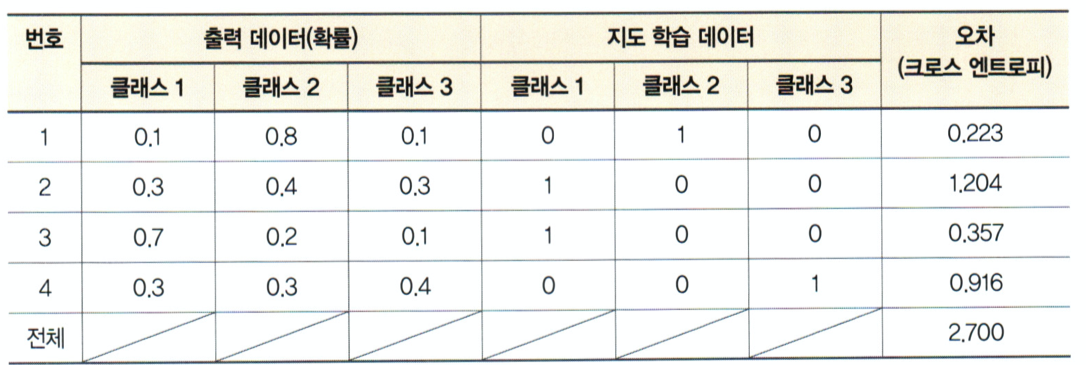 번호 출력 데이터(확률) 지도 학습 데이터 오차
(크로스 엔트로피)
클래스 1 클래스 2 클래스 3 클래스 1 클래스 2 클래스 3
1 0.1 0.8 0.1 0 1 0 0.223
2 0.3 0.4 0.3 1 0 0 1.204
3 0.7 0.2 0.1 1 0 0 0.357
4 0.3 0.3 0.4 0 0 1 0.916
전체 2.700